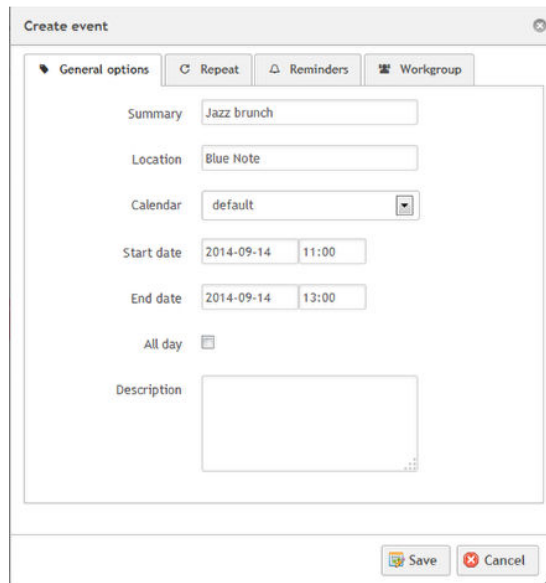 Create event
General options Repeat Reminders Workgroup
Summary Jazz brunch
Location Blue Note
Calendar default
Start date 2014-09-14 11:00
End date 2014-09-14 13:00
All day
Description
Save Cancel